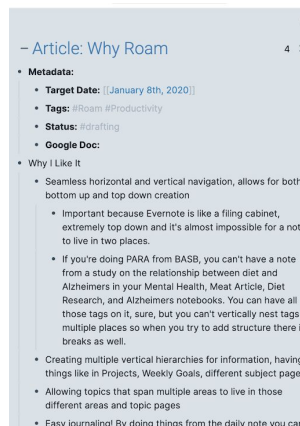 – Article: Why Roam 4
• Metadata:
• Target Date: [[January 8th, 2020]]
• Tags: #Roam #Productivity
• Status: #drafting
• Google Doc:
• Why I Like It
• Seamless horizontal and vertical navigation, allows for both
bottom up and top down creation
• Important because Evernote is like a filing cabinet,
extremely top down and it's almost impossible for a not
to live in two places.
• If you're doing PARA from BASB, you can't have a note
from a study on the relationship between diet and
Alzheimers in your Mental Health, Meat Article, Diet
Research, and Alzheimers notebooks. You can have all
those tags on it, sure, but you can't vertically nest tags
multiple places so when you try to add structure there i
breaks as well.
• Creating multiple vertical hierarchies for information, having
things like in Projects, Weekly Goals, different subject page
• Allowing topics that span multiple areas to live in those
different areas and topic pages
• Easy journaling! By doing things from the daily note you can